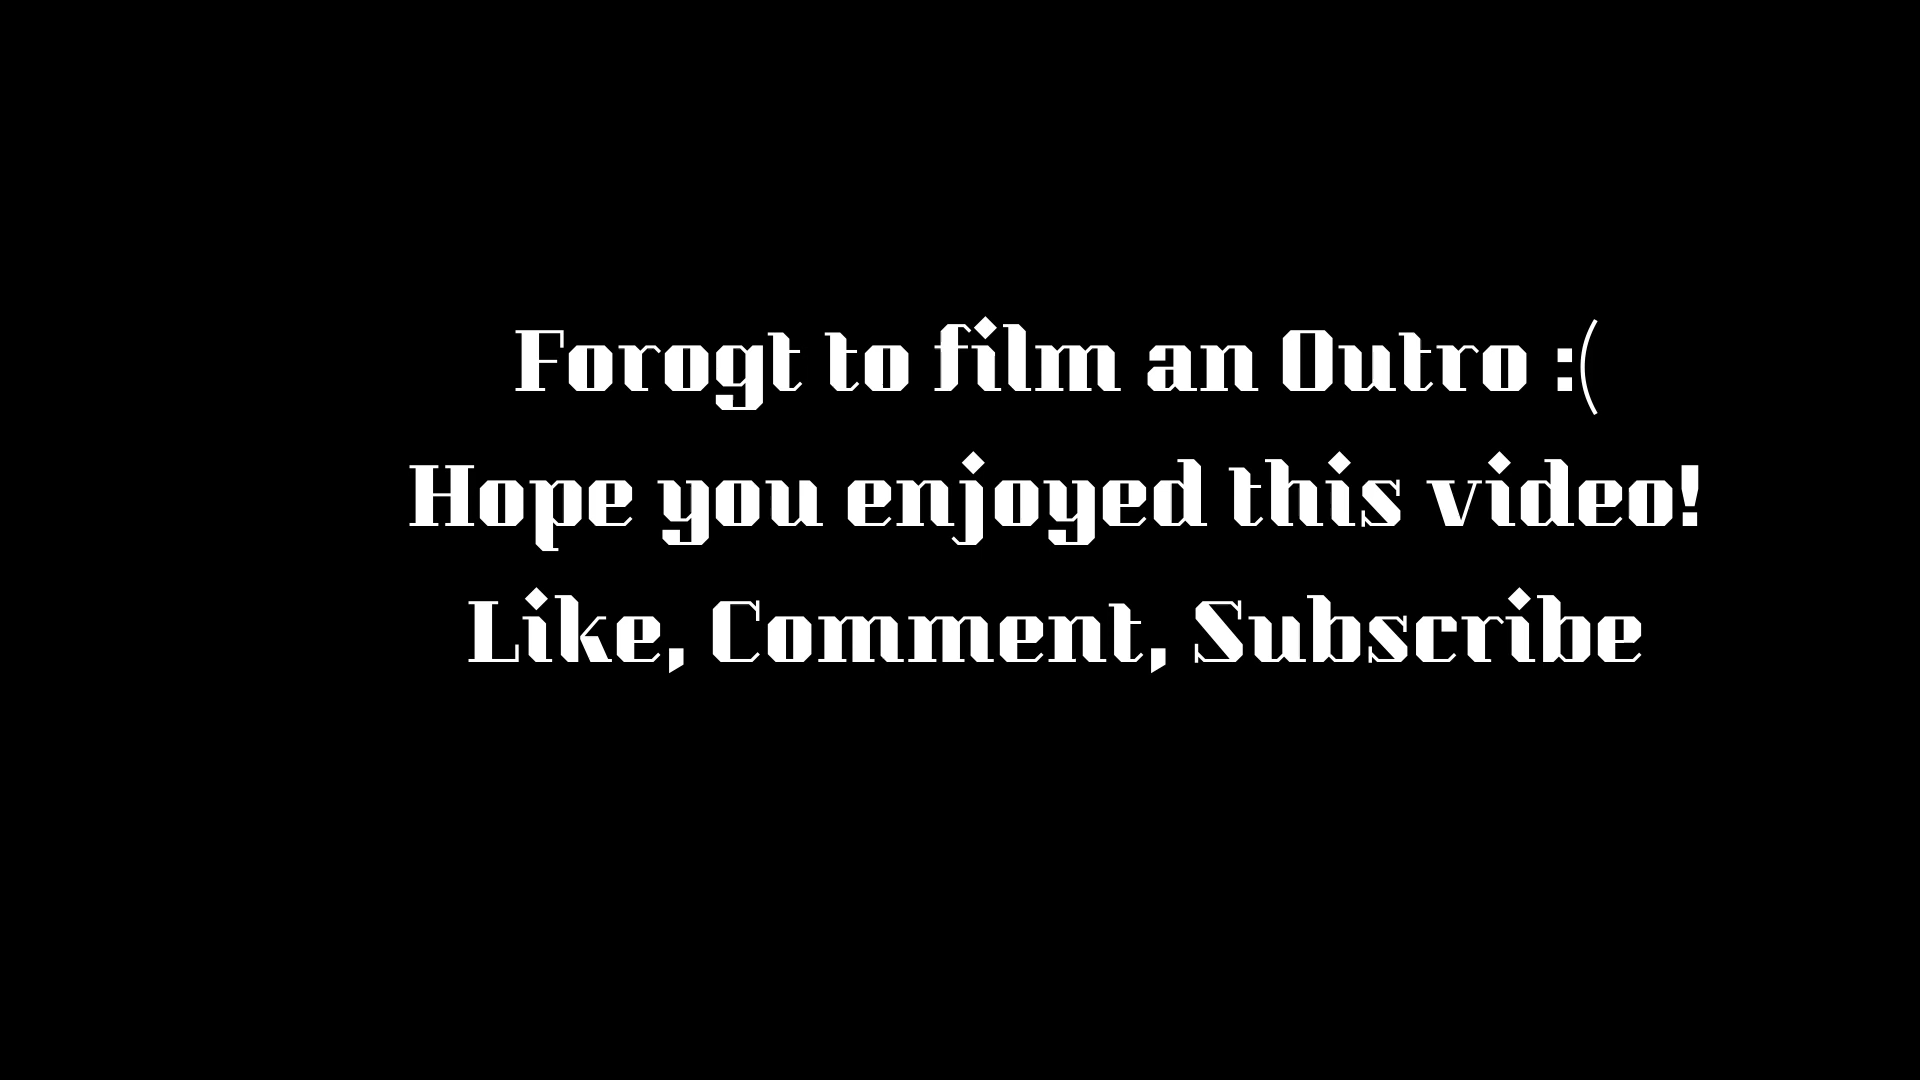 Forogt to film an Outro :(
Hope you enjoyed this video!
Like, Comment, Subscribe